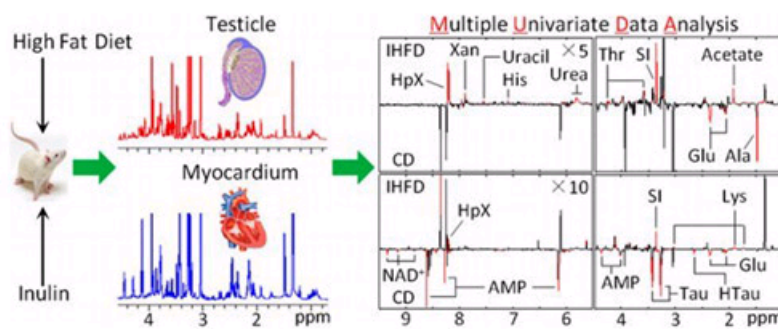 Testicle
Multiple Univariate Data Analysis
High Fat Diet
IHFD
Xan
Uracil
×5
Thr
SI
Acetate
HpX
His
Urea
CD
Glu
Ala
Myocardium
IHFD
×10
SI
Lys
HpX
NAD+
AMP
AMP
Glu
CD
Tau
HTau
Inulin
4 3 2 ppm
9 8 7 6 4 3 2 ppm